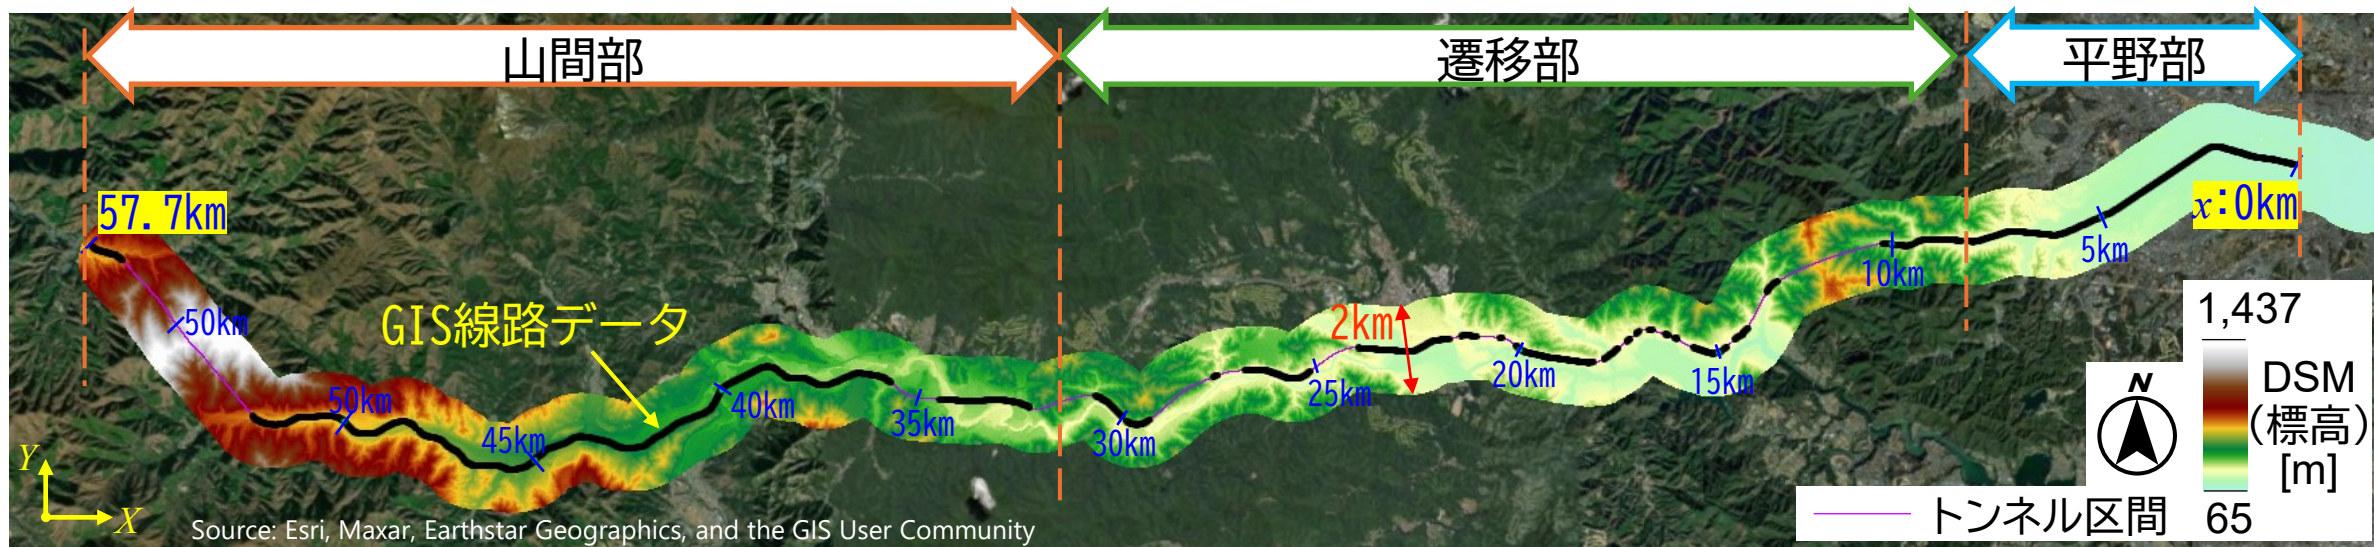 山間部
遷移部
平野部
57.7km
x:0km
5km
10km
GIS線路データ
50km
2km
1,437
DSM
(標高)
[m]
65
N
25km
20km
15km
40km
35km
30km
50km
45km
Y
X
Source: Esri, Maxar, Earthstar Geographics, and the GIS User Community
トンネル区間